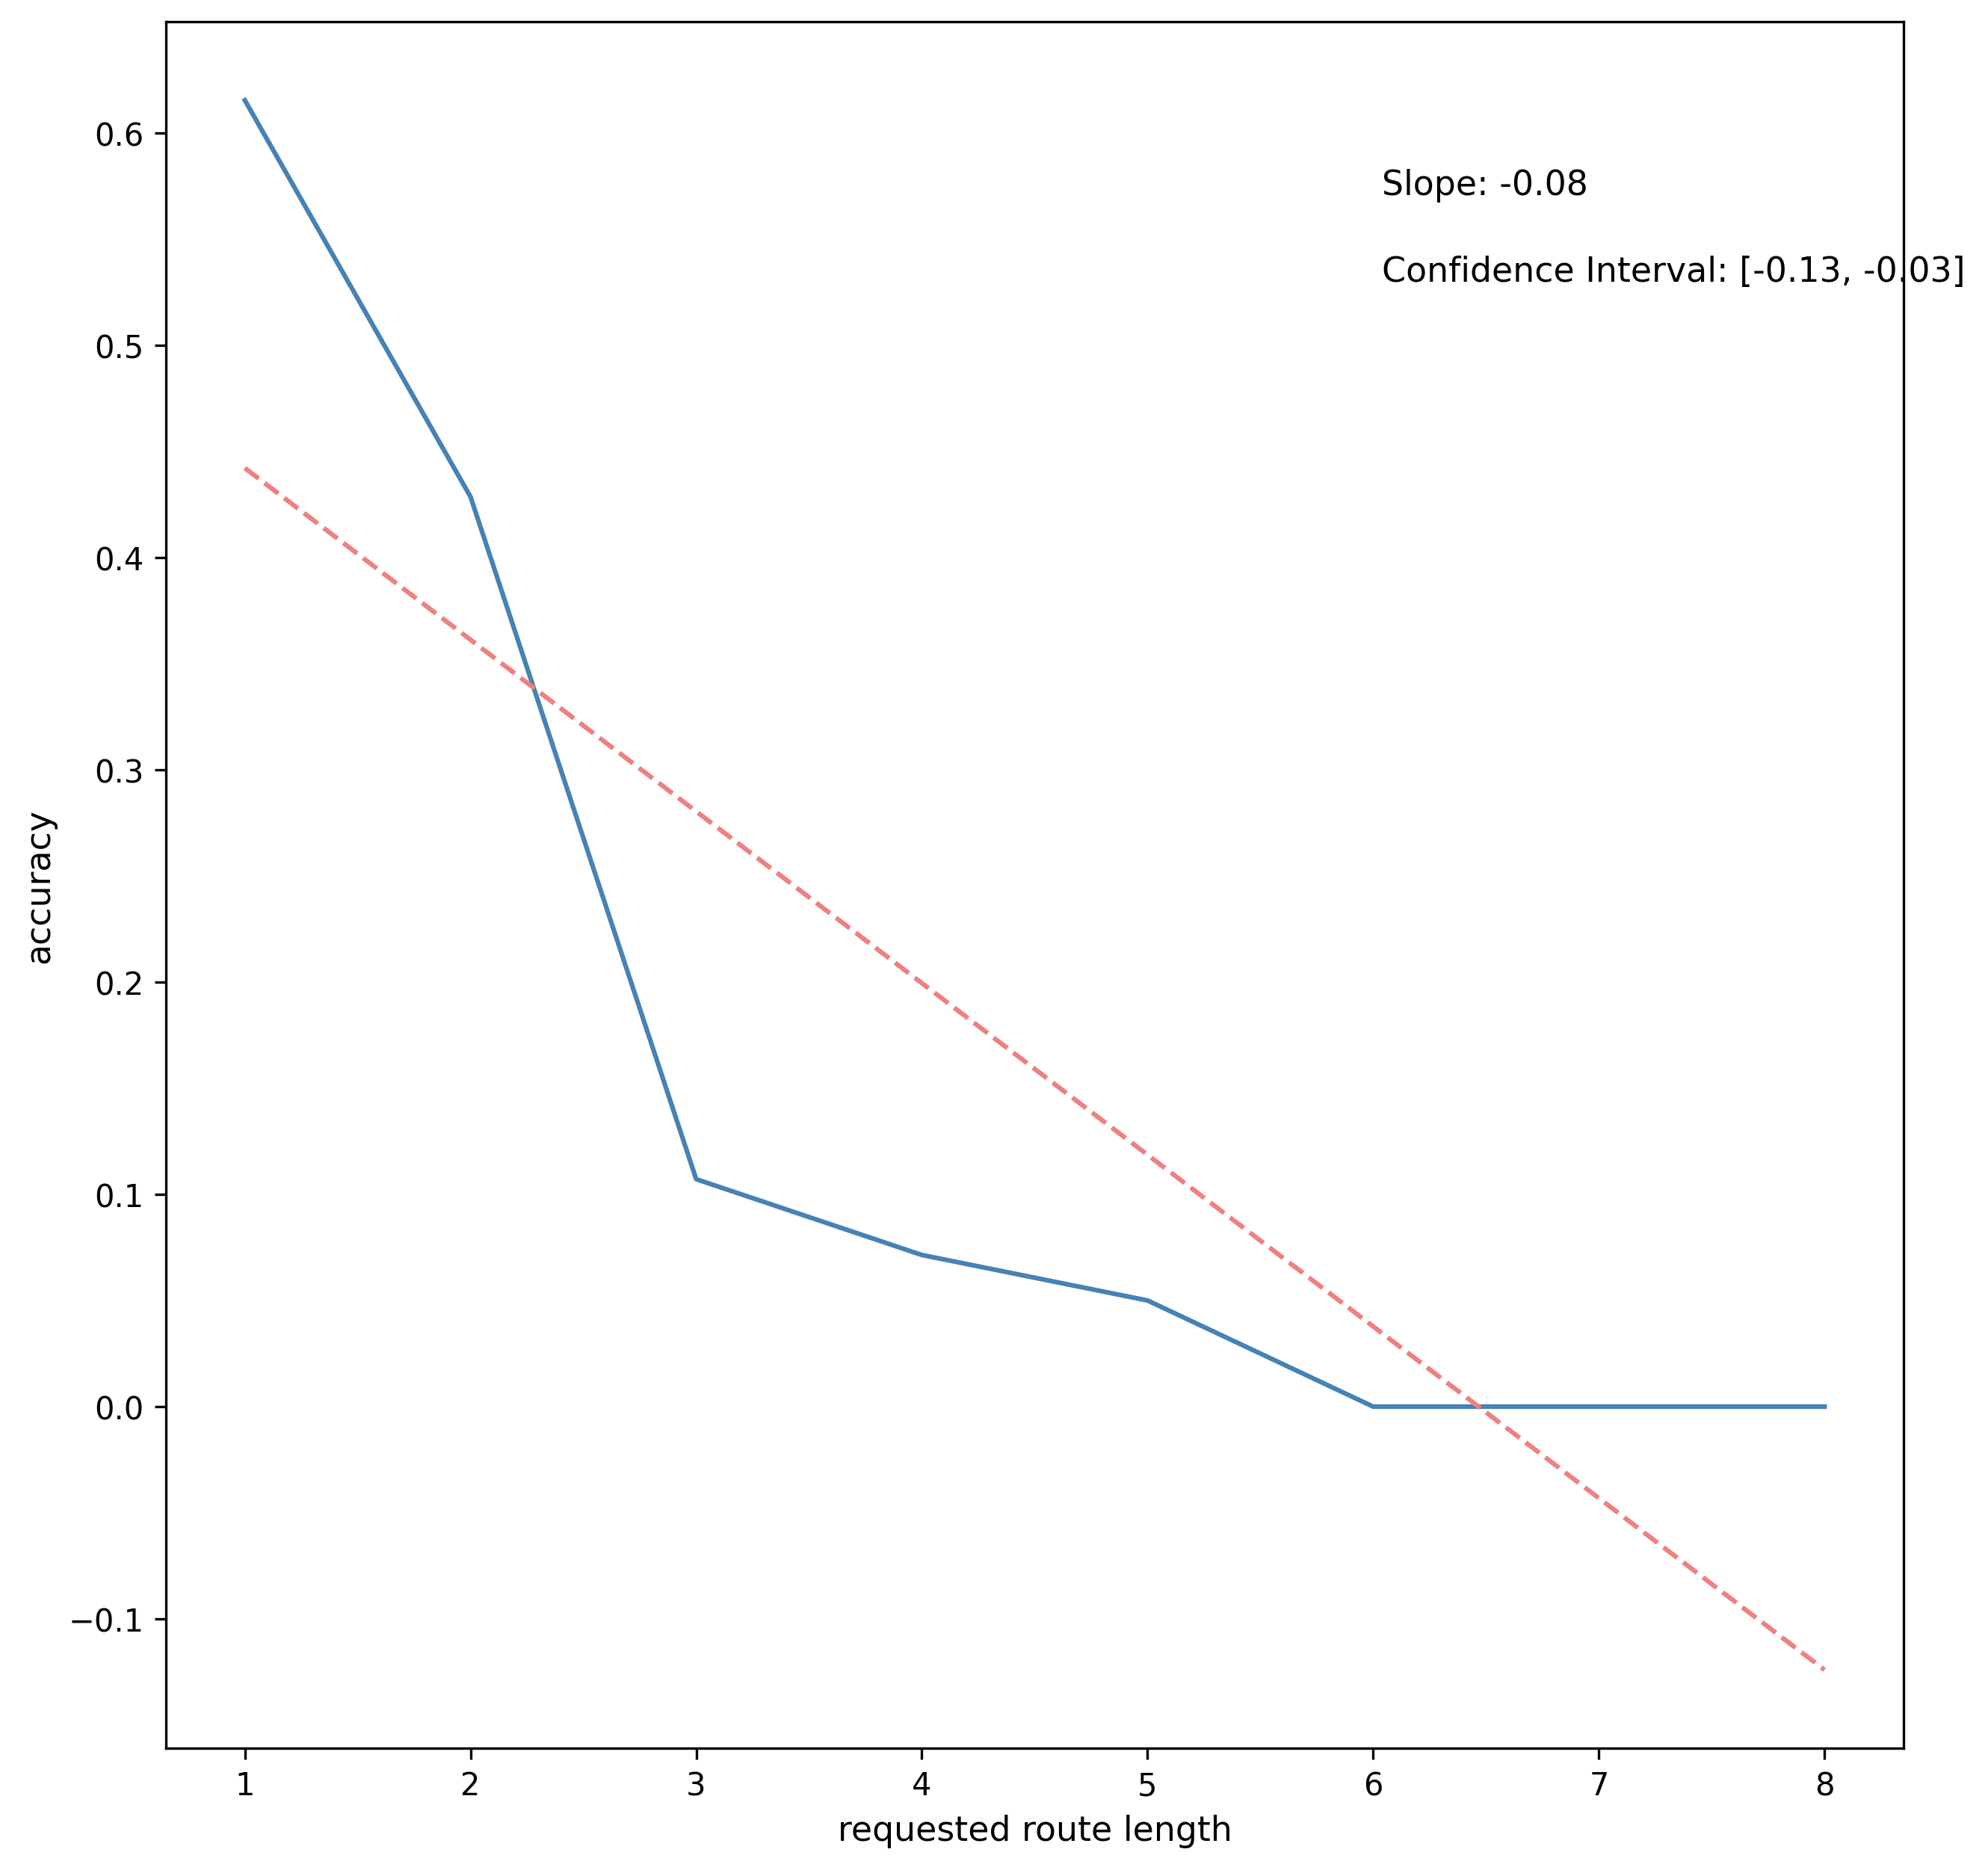 Slope: -0.08
Confidence Interval: [-0.13, -0.03]
accuracy
0.6
0.5
0.4
0.3
0.2
0.1
0.0
−0.1
1 2 3 4 5 6 7 8
requested route length